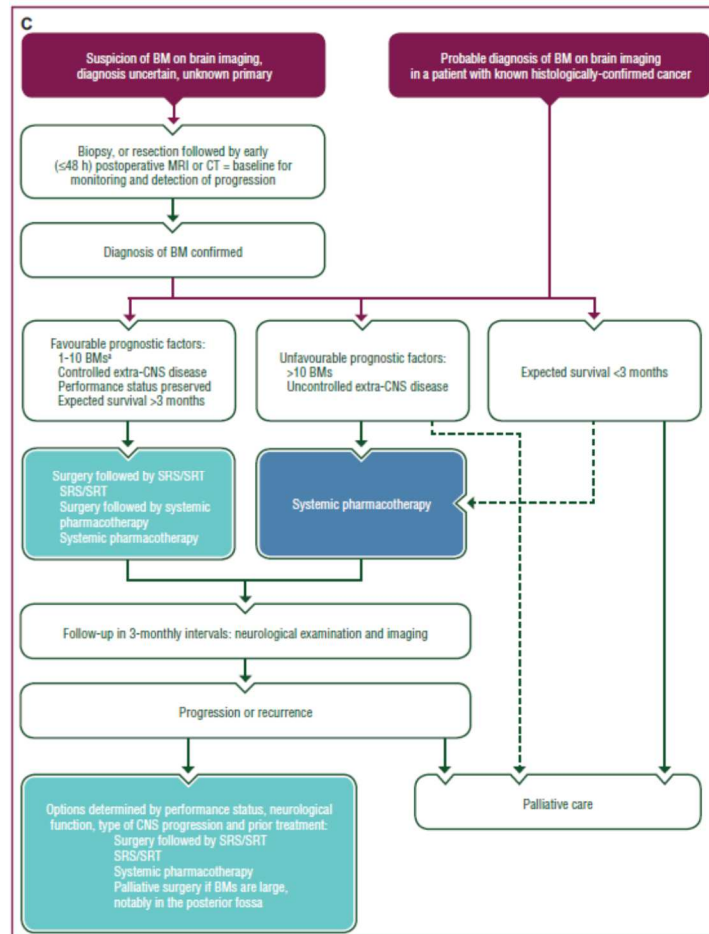 C
Suspicion of BM on brain imaging,
diagnosis uncertain, unknown primary
Probable diagnosis of BM on brain imaging
in a patient with known histologically-confirmed cancer
Biopsy, or resection followed by early
(≤48 h) postoperative MRI or CT = baseline for
monitoring and detection of progression
Diagnosis of BM confirmed
Favourable prognostic factors:
1-10 BMsᵃ
Controlled extra-CNS disease
Performance status preserved
Expected survival >3 months
Unfavourable prognostic factors:
>10 BMs
Uncontrolled extra-CNS disease
Expected survival <3 months
Surgery followed by SRS/SRT
SRS/SRT
Surgery followed by systemic
pharmacotherapy
Systemic pharmacotherapy
Systemic pharmacotherapy
Follow-up in 3-monthly intervals: neurological examination and imaging
Progression or recurrence
Options determined by performance status, neurological
function, type of CNS progression and prior treatment:
Surgery followed by SRS/SRT
SRS/SRT
Systemic pharmacotherapy
Palliative surgery if BMs are large,
notably in the posterior fossa
Palliative care